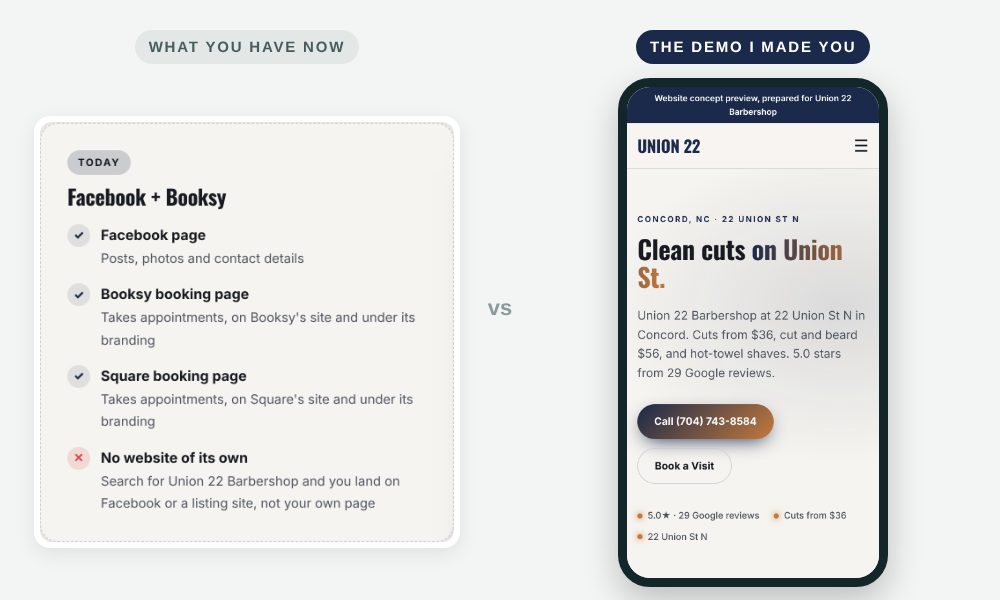 WHAT YOU HAVE NOW
TODAY
Facebook + Booksy
Facebook page
Posts, photos and contact details
Booksy booking page
Takes appointments, on Booksy's site and under its
branding
Square booking page
Takes appointments, on Square's site and under its
branding
No website of its own
Search for Union 22 Barbershop and you land on
Facebook or a listing site, not your own page
vs
THE DEMO I MADE YOU
Website concept preview, prepared for Union 22
Barbershop
UNION 22
CONCORD, NC · 22 UNION ST N
Clean cuts on Union
St.
Union 22 Barbershop at 22 Union St N in
Concord. Cuts from $36, cut and beard
$56, and hot-towel shaves. 5.0 stars
from 29 Google reviews.
Call (704) 743-8584
Book a Visit
5.0★ · 29 Google reviews Cuts from $36
22 Union St N